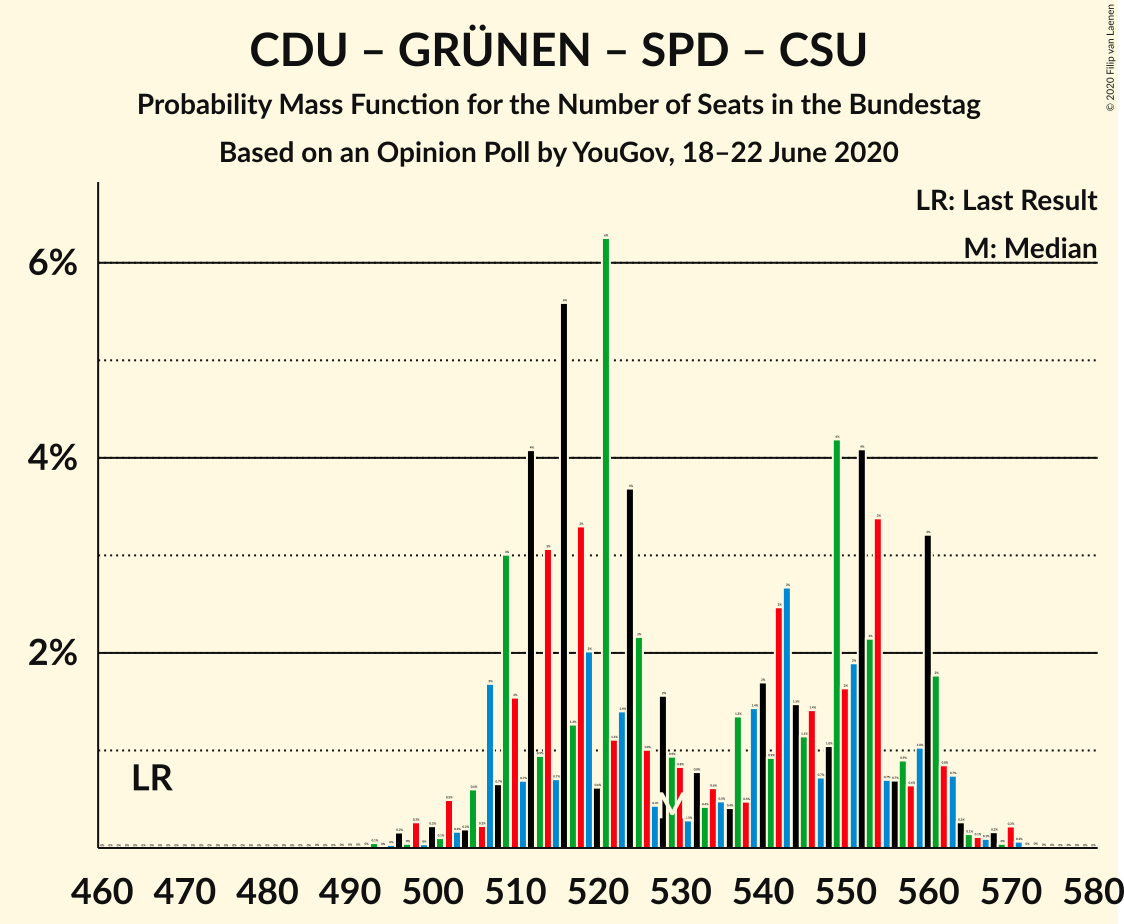 CDU – GRÜNEN – SPD – CSU
Probability Mass Function for the Number of Seats in the Bundestag
Based on an Opinion Poll by YouGov, 18–22 June 2020
© 2020 Filip van Laenen
LR: Last Result
M: Median
6%
4%
2%
LR
M
460 470 480 490 500 510 520 530 540 550 560 570 580